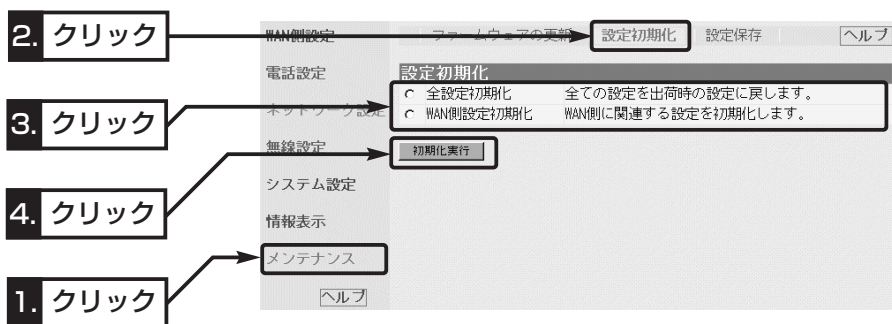 2. クリック
3. クリック
4. クリック
1. クリック
WAN側設定
電話設定
ネットワーク設定
無線設定
システム設定
情報表示
メンテナンス
ヘルプ
ファームウェアの更新 設定初期化 設定保存 ヘルプ
設定初期化
全設定初期化 全ての設定を出荷時の設定に戻します。
WAN側設定初期化 WAN側に関連する設定を初期化します。
初期化実行